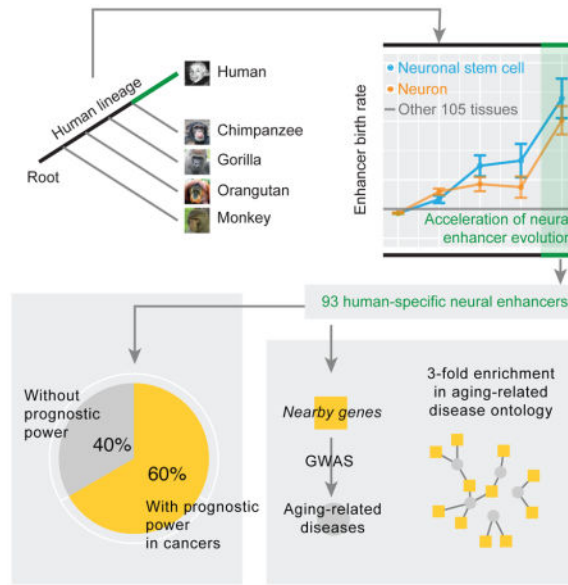 Human lineage
Root
Human
Chimpanzee
Gorilla
Orangutan
Monkey
Enhancer birth rate
Neuronal stem cell
Neuron
Other 105 tissues
Acceleration of neural
enhancer evolution
93 human-specific neural enhancers
Without
prognostic
power
40%
60%
With prognostic
power
in cancers
Nearby genes
GWAS
Aging-related
diseases
3-fold enrichment
in aging-related
disease ontology